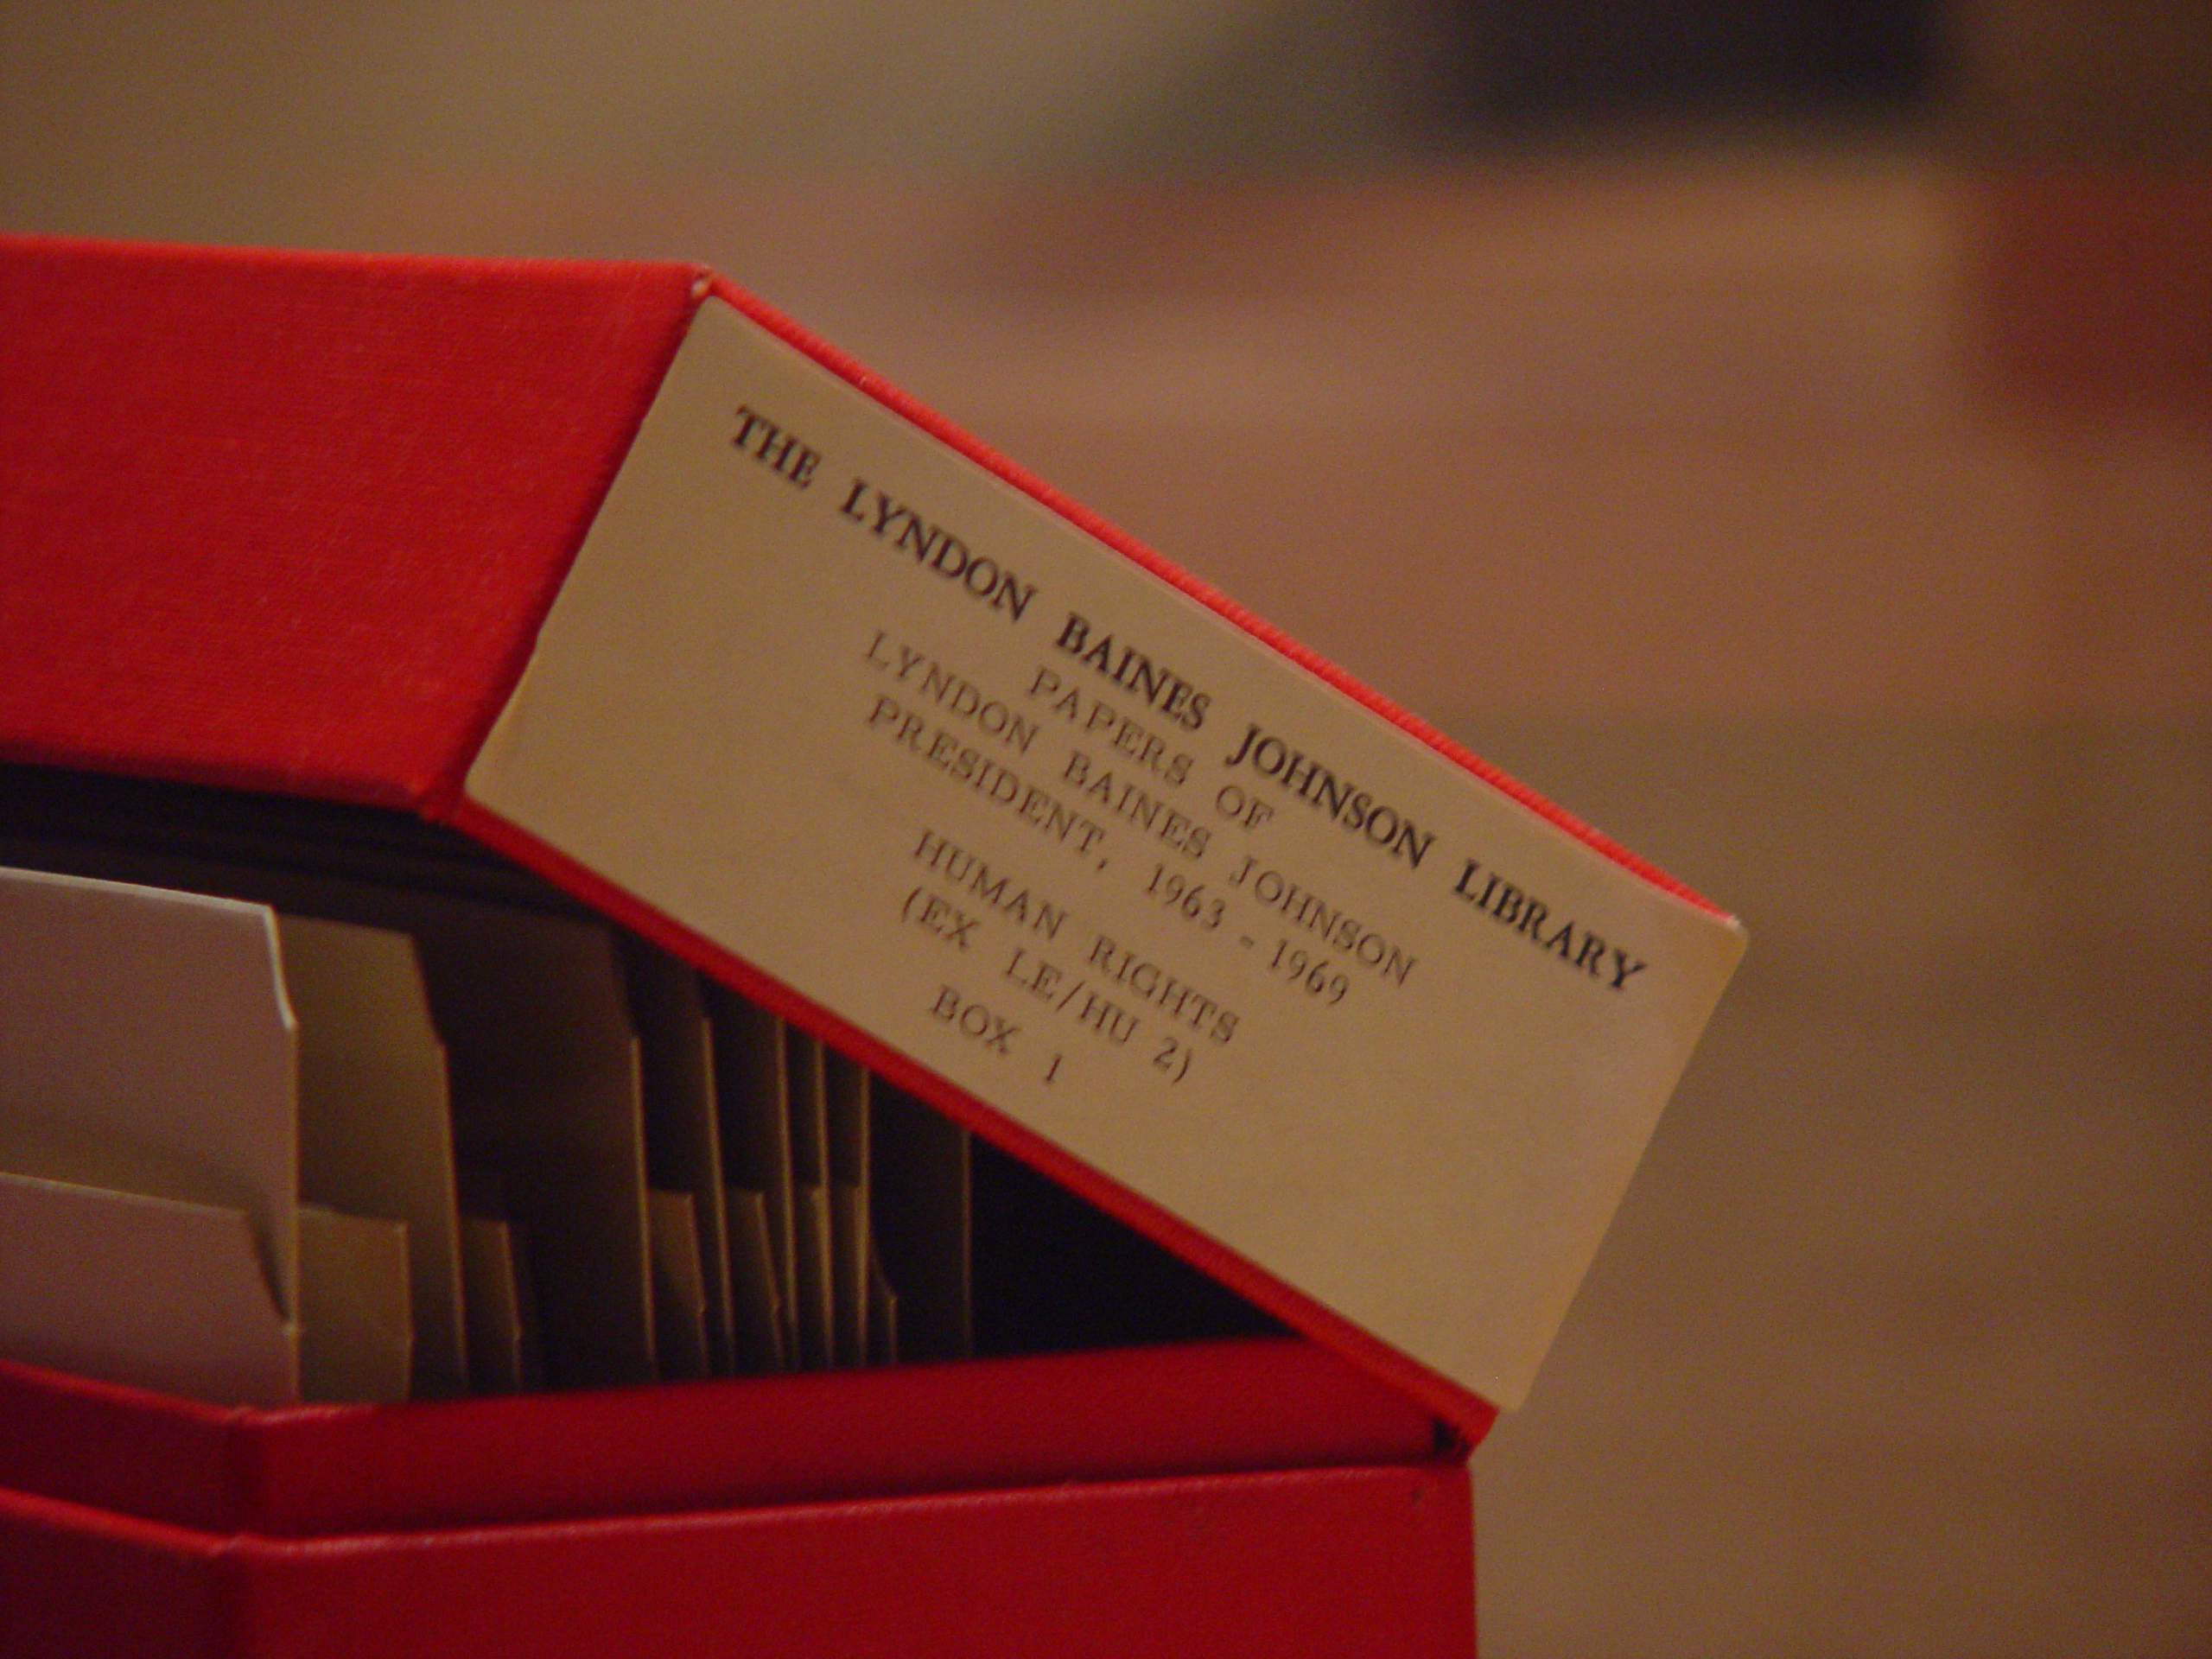 THE LYNDON BAINES JOHNSON LIBRARY
PAPERS OF
LYNDON BAINES JOHNSON
PRESIDENT, 1963 - 1969
HUMAN RIGHTS
(EX LE/HU 2)
BOX 1